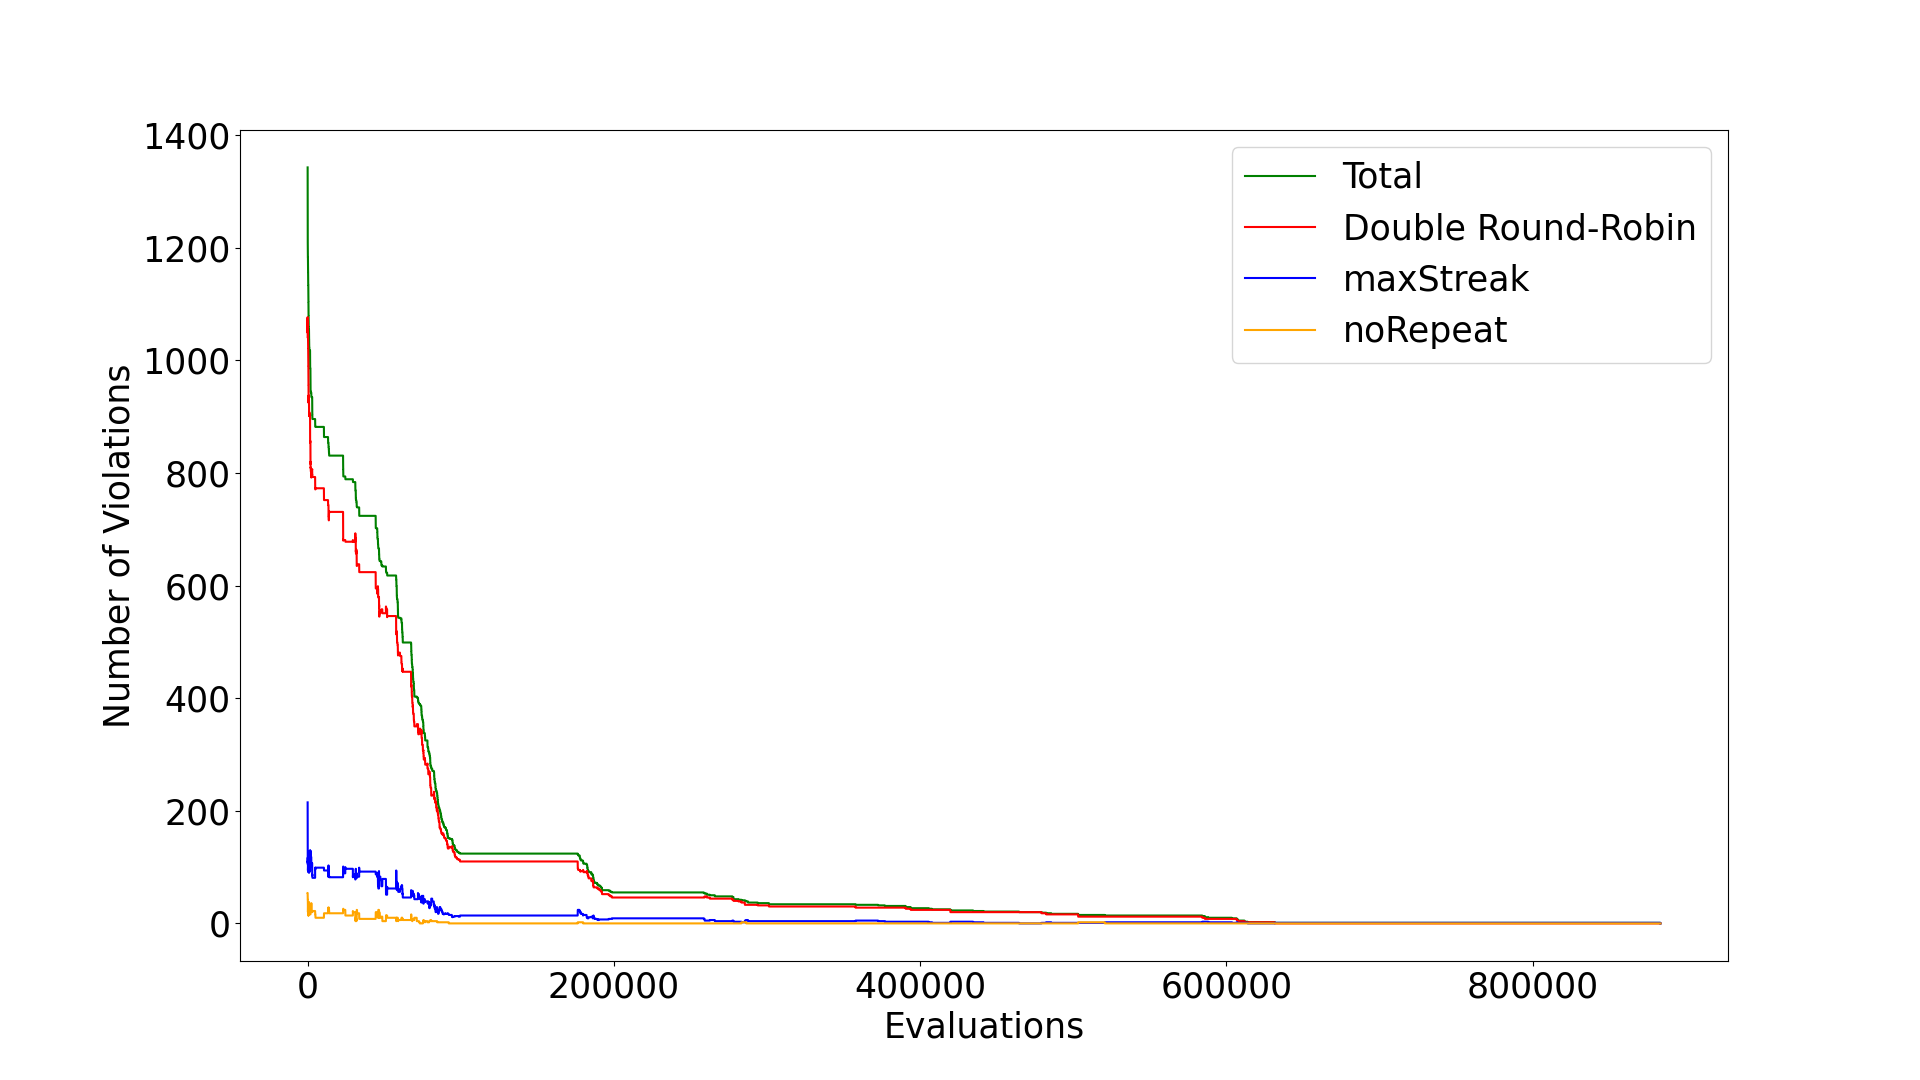 1400
1200
1000
800
600
400
200
0
Number of Violations
Total
Double Round-Robin
maxStreak
noRepeat
0 200000 400000 600000 800000
Evaluations